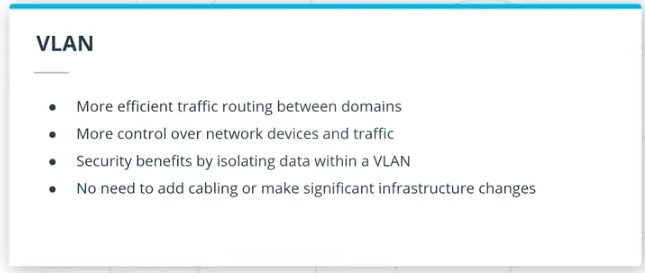 VLAN
● More efficient traffic routing between domains
● More control over network devices and traffic
● Security benefits by isolating data within a VLAN
● No need to add cabling or make significant infrastructure changes